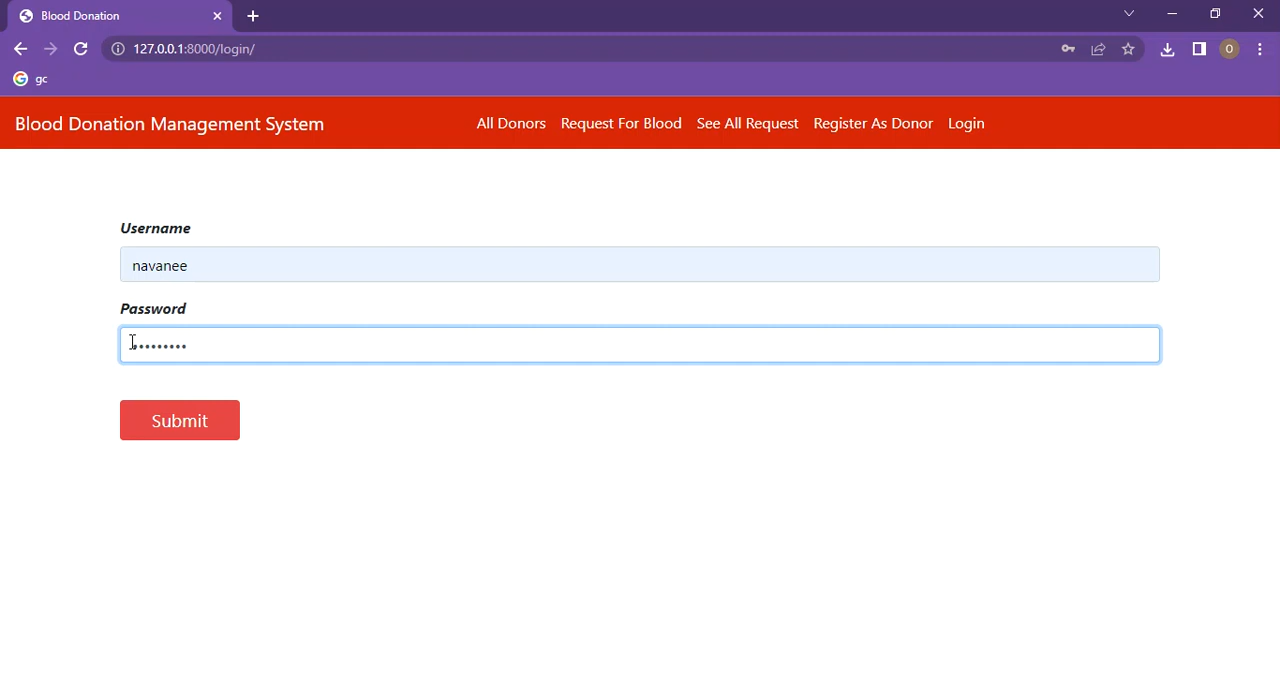 Blood Donation
127.0.0.1:8000/login/
O
gc
Blood Donation Management System
All Donors Request For Blood See All Request Register As Donor Login
Username
navanee
Password
•••••••••
Submit